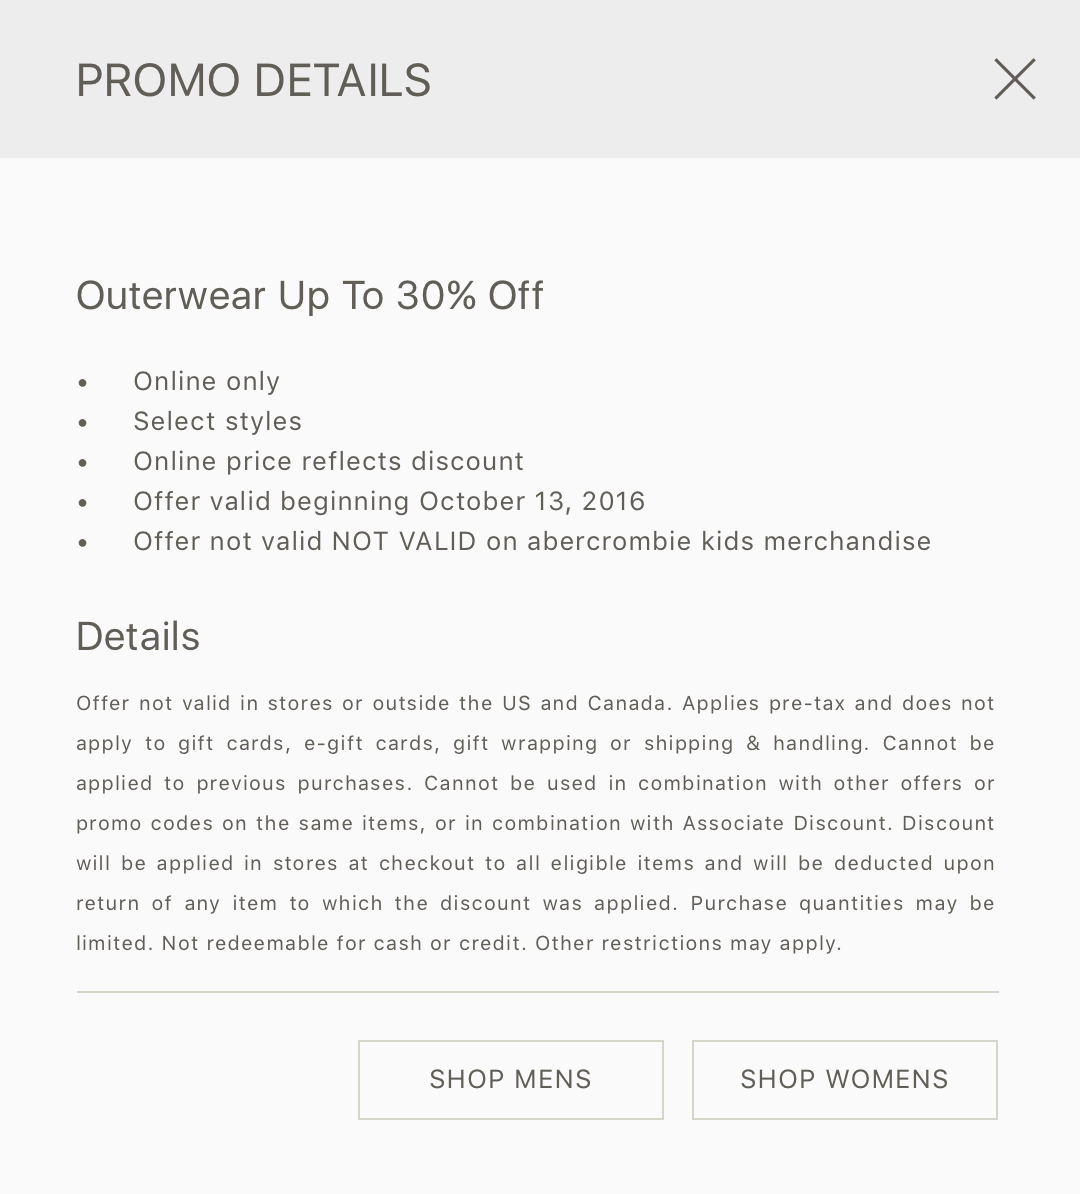 PROMO DETAILS
Outerwear Up To 30% Off
• Online only
• Select styles
• Online price reflects discount
• Offer valid beginning October 13, 2016
• Offer not valid NOT VALID on abercrombie kids merchandise
Details
Offer not valid in stores or outside the US and Canada. Applies pre-tax and does not
apply to gift cards, e-gift cards, gift wrapping or shipping & handling. Cannot be
applied to previous purchases. Cannot be used in combination with other offers or
promo codes on the same items, or in combination with Associate Discount. Discount
will be applied in stores at checkout to all eligible items and will be deducted upon
return of any item to which the discount was applied. Purchase quantities may be
limited. Not redeemable for cash or credit. Other restrictions may apply.
SHOP MENS
SHOP WOMENS